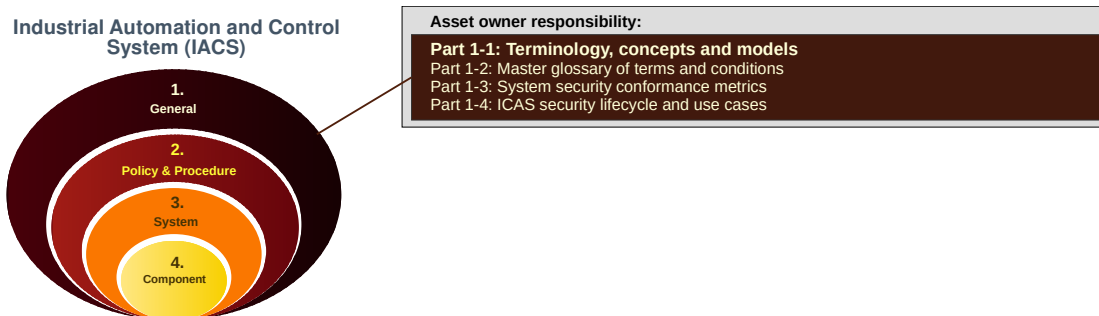 Industrial Automation and Control
System (IACS)
1.
General
2.
Policy & Procedure
3.
System
4.
Component
Asset owner responsibility:
Part 1-1: Terminology, concepts and models
Part 1-2: Master glossary of terms and conditions
Part 1-3: System security conformance metrics
Part 1-4: ICAS security lifecycle and use cases